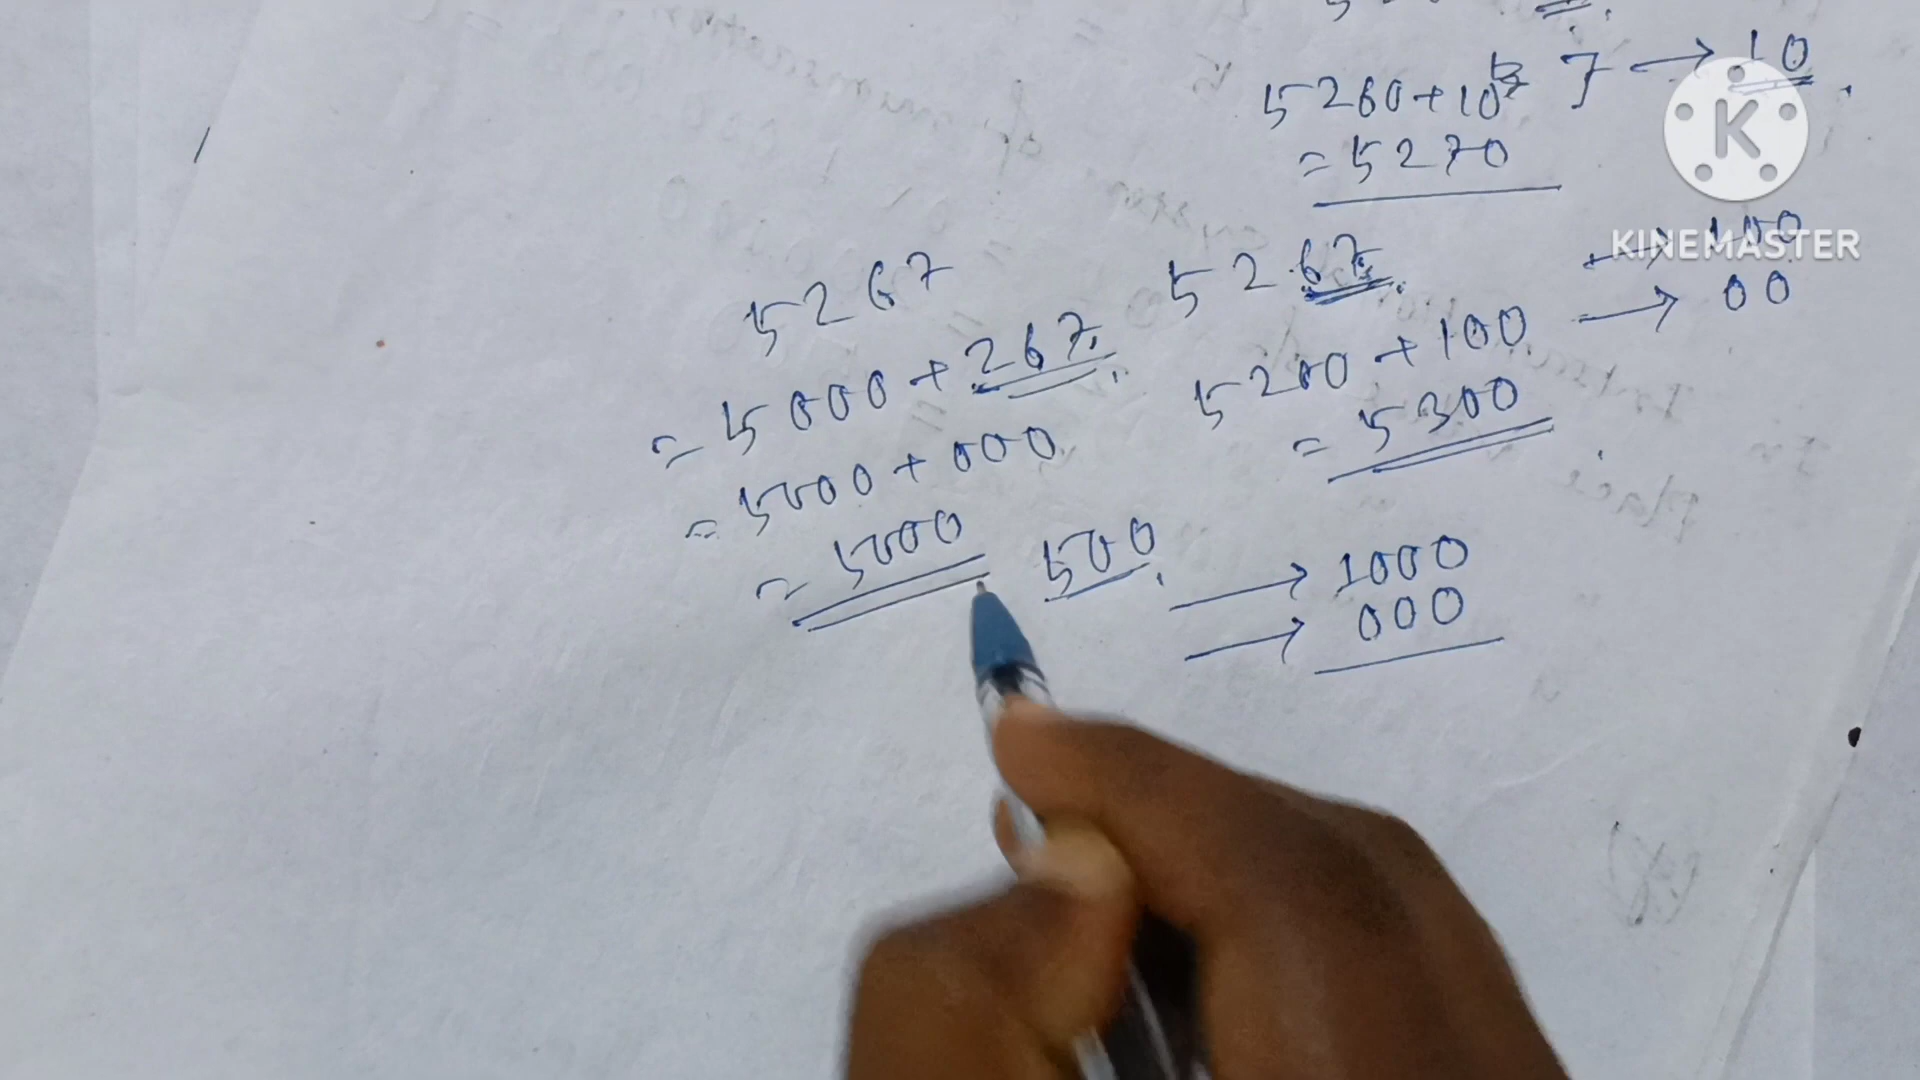 7 → 10
5260+10
= 5270
5267
= 5000 + 267
= 5000 + 000
= 5000
5267
→ 100
→ 00
5200 + 100
= 5300
500
→ 1000
→ 000
K
KINEMASTER